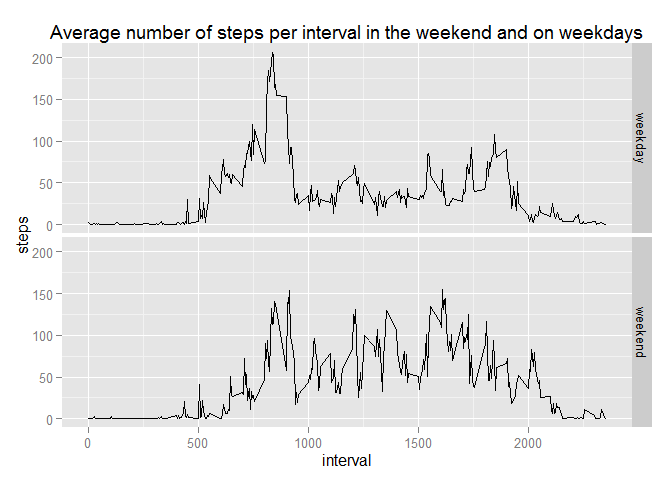 Average number of steps per interval in the weekend and on weekdays
200
150
100
50
0
weekday
steps
200
150
100
50
0
weekend
0 500 1000 1500 2000
interval